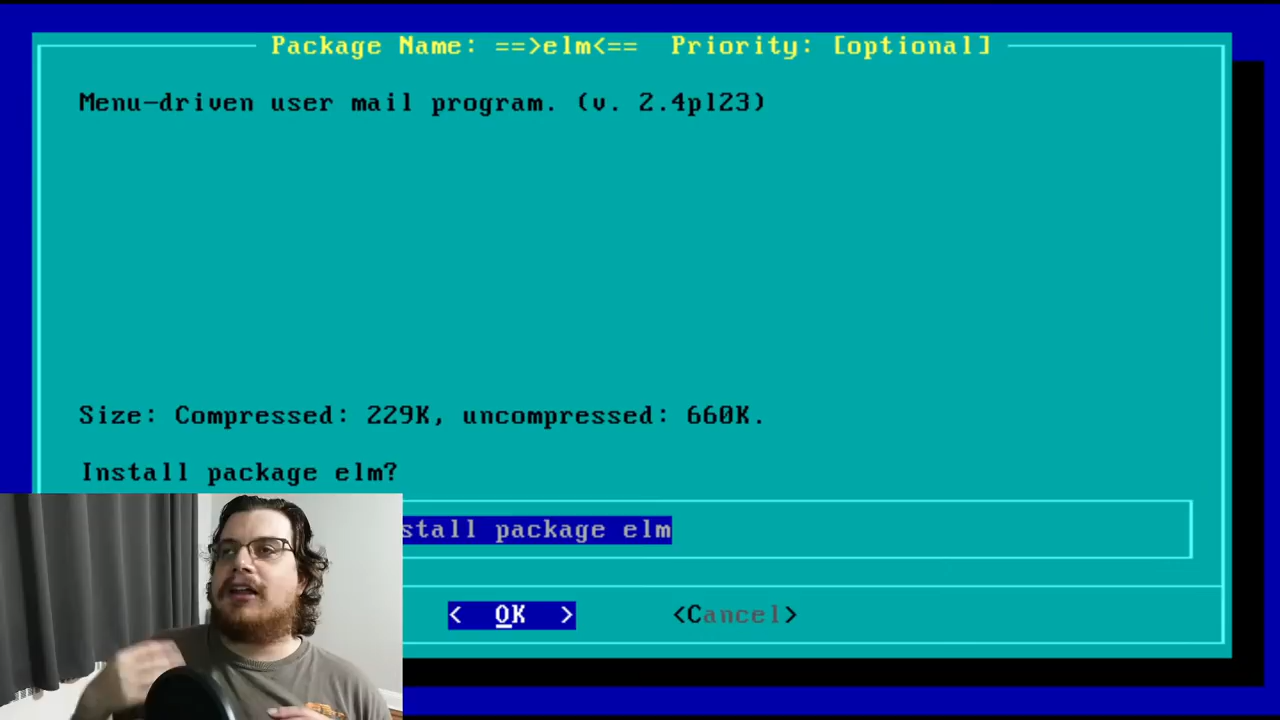 Package Name: ==>elm<== Priority: [optional]
Menu-driven user mail program. (v. 2.4pl23)
Size: Compressed: 229K, uncompressed: 660K.
Install package elm?
stall package elm
< OK > <Cancel>